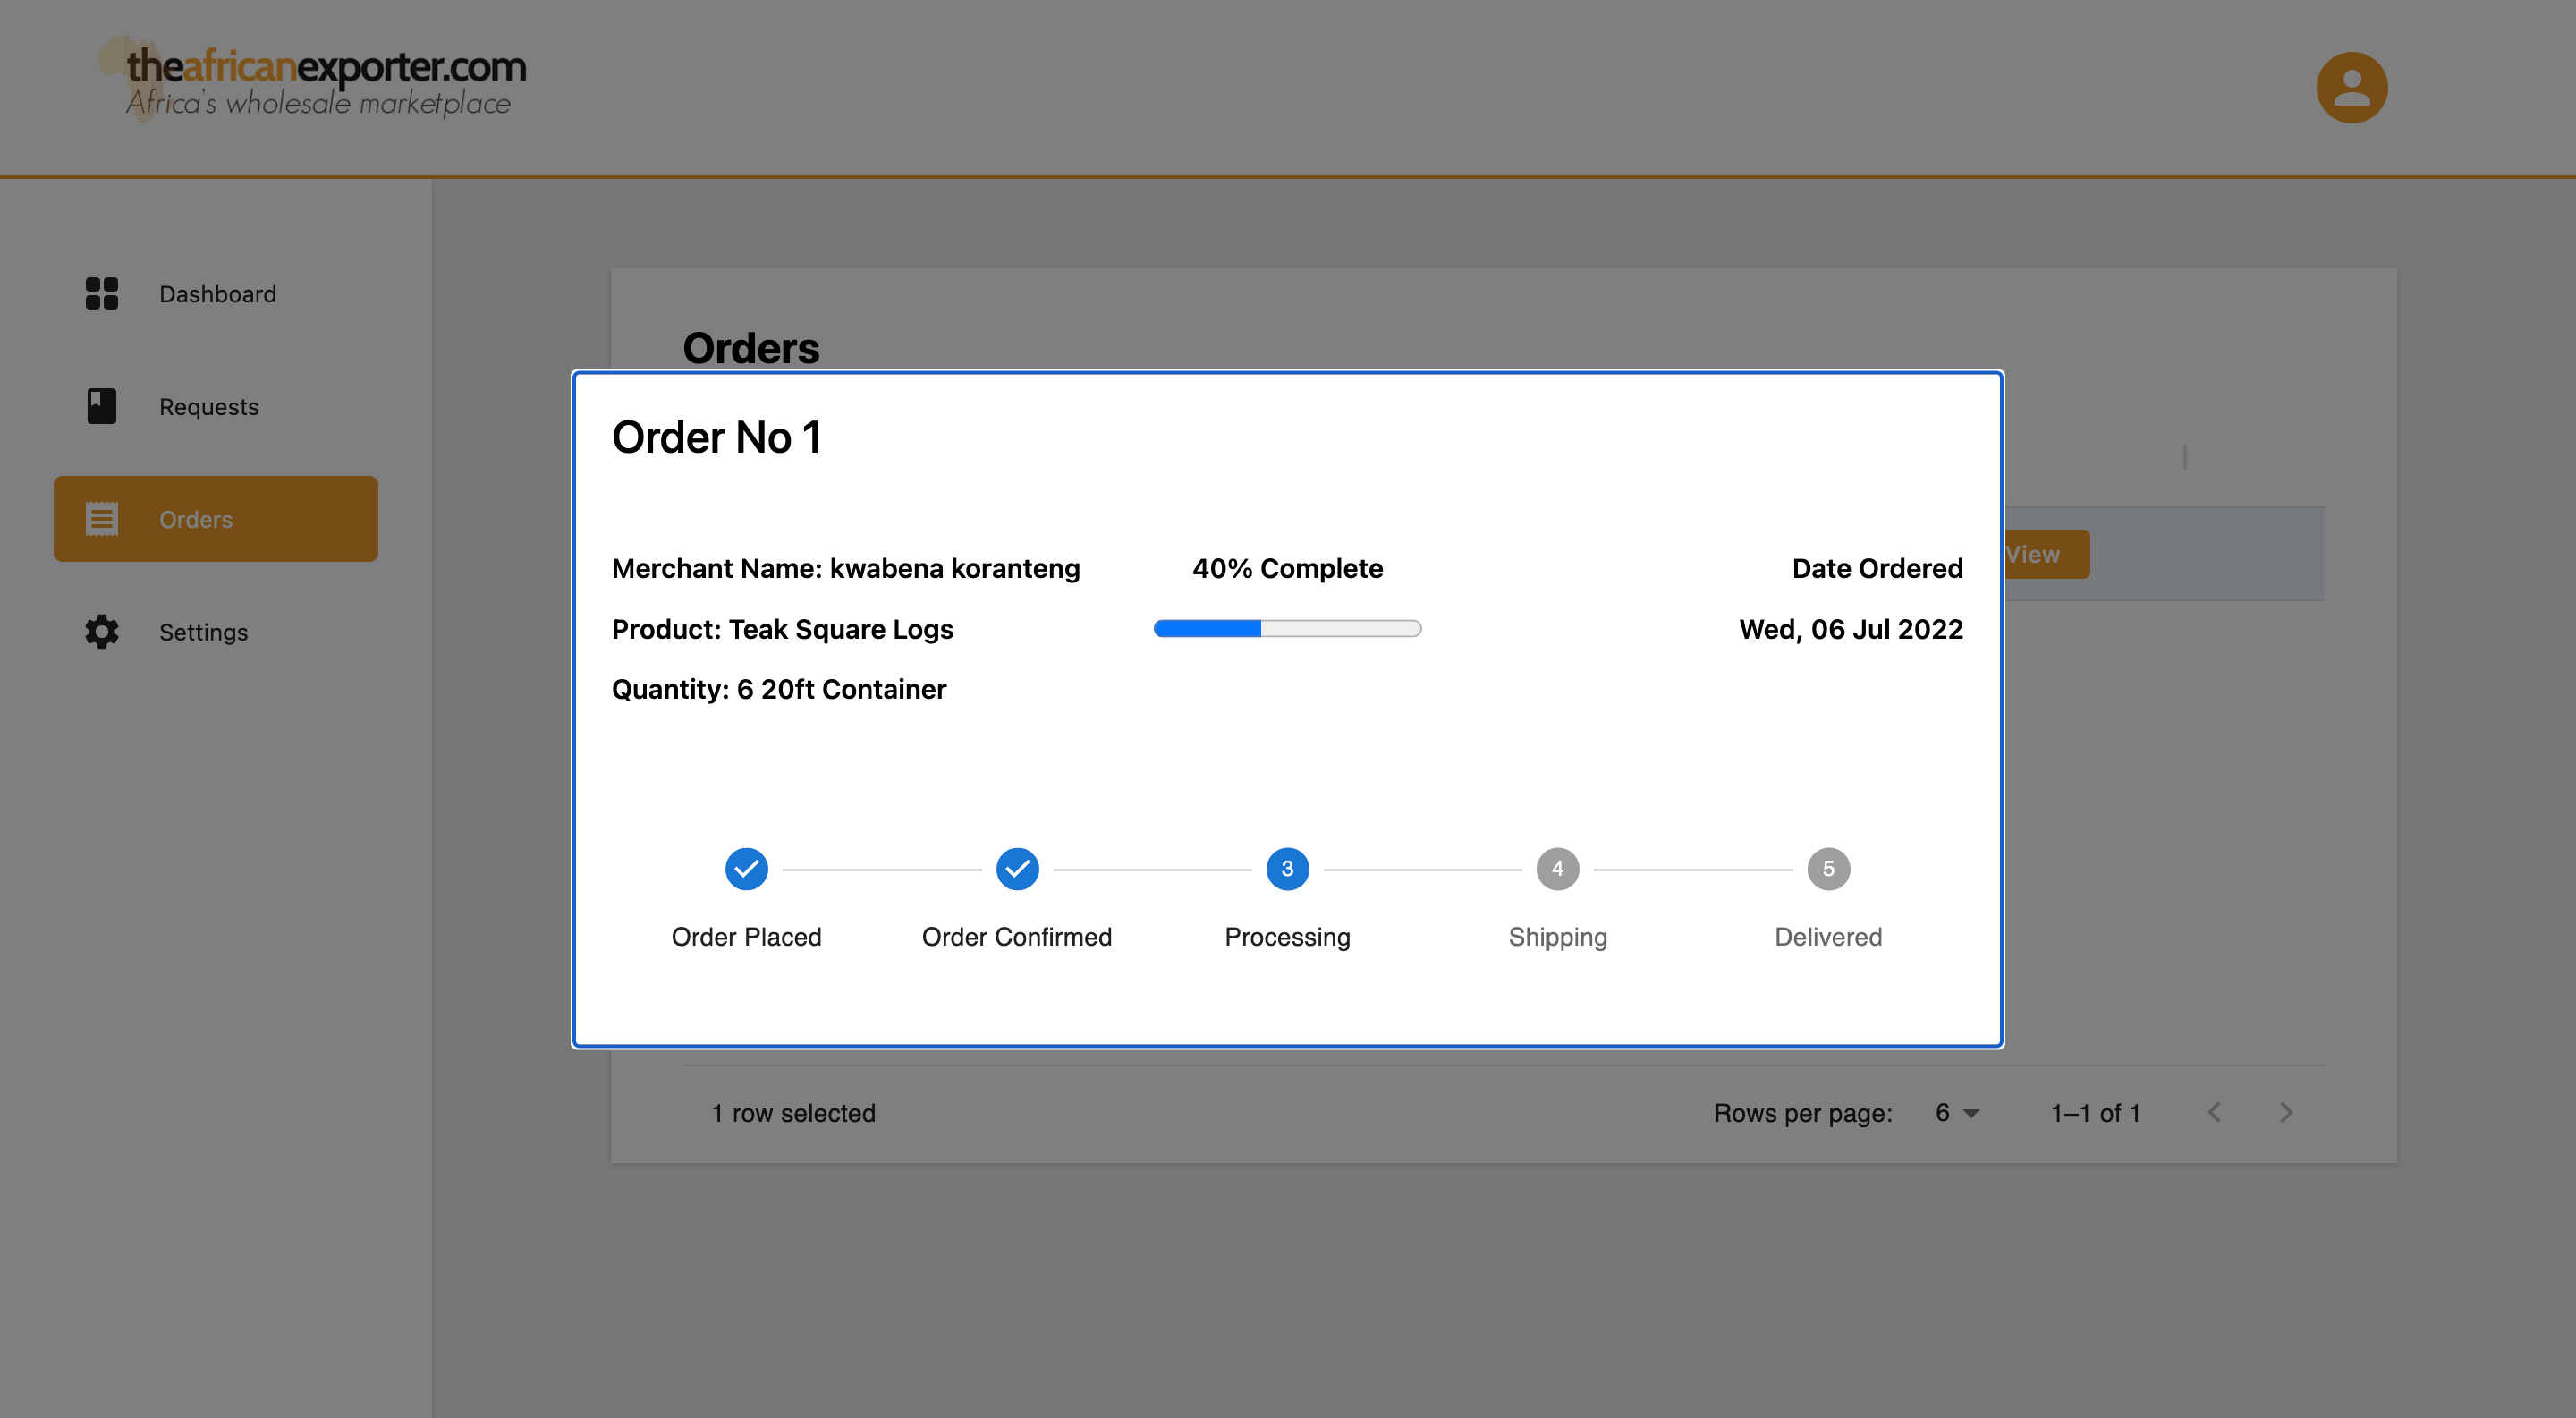 theafricanexporter.com
Africa's wholesale marketplace
Dashboard
Requests
Orders
Settings
Orders
View
Order No 1
Merchant Name: kwabena koranteng
40% Complete
Date Ordered
Product: Teak Square Logs
Wed, 06 Jul 2022
Quantity: 6 20ft Container
3
4
5
Order Placed
Order Confirmed
Processing
Shipping
Delivered
1 row selected
Rows per page:
6
1–1 of 1